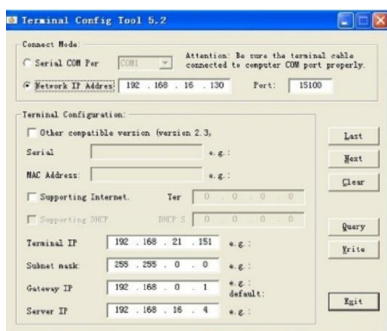 Terminal Config Tool 5.2
Connect Mode:
Serial COM Por COM1 Attention: Be sure the terminal cable connected to computer COM port properly.
Network IP Addres 192 . 168 . 16 . 130 Port: 15100
Terminal Configuration:
Other compatible version (version 2.3)
Serial e.g.:
MAC Address: e.g.:
Supporting Internet. Ter 0 . 0 . 0 . 0
Supporting DHCP. DHCP S 0 . 0 . 0 . 0
Terminal IP 192 . 168 . 21 . 151 e.g.:
Subnet mask: 255 . 255 . 0 . 0 e.g.:
Gateway IP 192 . 168 . 0 . 1 e.g.: default:
Server IP 192 . 168 . 16 . 4 e.g.:
Last
Next
Clear
Query
Write
Exit